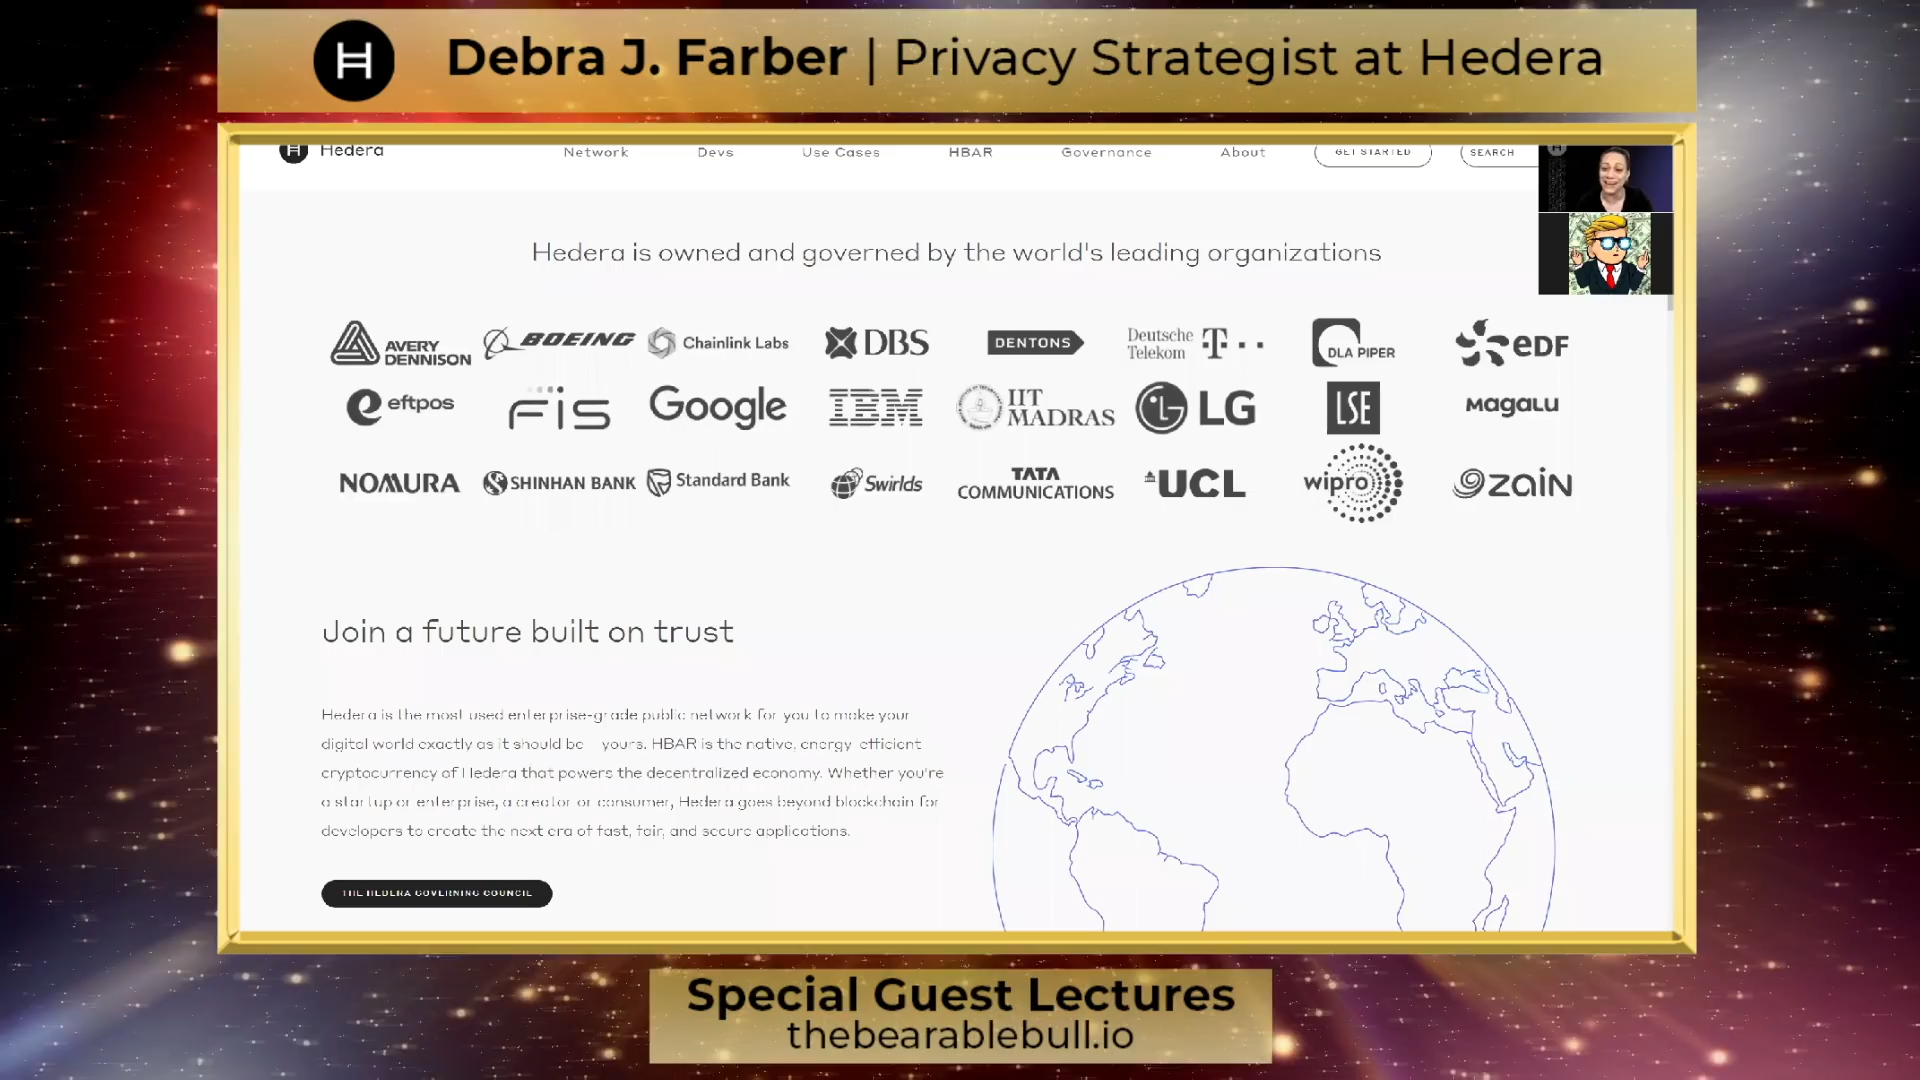 Debra J. Farber | Privacy Strategist at Hedera
Hedera Network Devs Use Cases HBAR Governance About GET STARTED SEARCH
Hedera is owned and governed by the world's leading organizations
AVERY DENNISON BOEING Chainlink Labs DBS DENTONS Deutsche Telekom T DLA PIPER eDF
eftpos FIS Google IBM IIT MADRAS LG LSE Magalu
NOMURA SHINHAN BANK Standard Bank Swirlds TATA COMMUNICATIONS UCL wipro zain
Join a future built on trust
Hedera is the most used enterprise-grade public network for you to make your
digital world exactly as it should be – yours. HBAR is the native, energy-efficient
cryptocurrency of Hedera that powers the decentralized economy. Whether you're
a startup or enterprise, a creator or consumer, Hedera goes beyond blockchain for
developers to create the next era of fast, fair, and secure applications.
THE HEDERA GOVERNING COUNCIL
Special Guest Lectures
thebearablebull.io